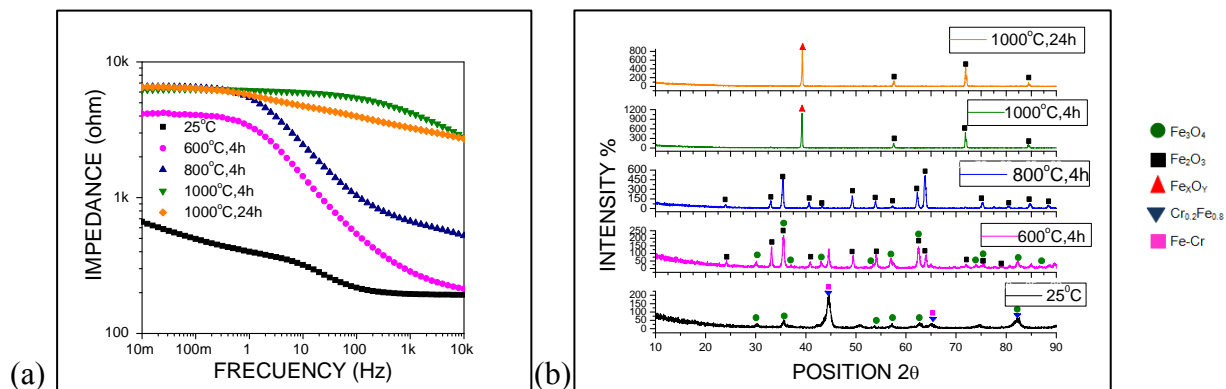 10k
1k
100
IMPEDANCE (ohm)
25°C
600°C,4h
800°C,4h
1000°C,4h
1000°C,24h
10m 100m 1 10 100 1k 10k
FRECUENCY (Hz)
(a)
INTENSITY %
800
600
400
200
0
1000°C,24h
1200
900
600
300
0
1000°C,4h
600
450
300
150
0
800°C,4h
250
200
150
100
50
0
600°C,4h
200
150
100
50
0
25°C
10 20 30 40 50 60 70 80 90
POSITION 2θ
(b)
Fe3O4
Fe2O3
FeXOY
Cr0.2Fe0.8
Fe-Cr